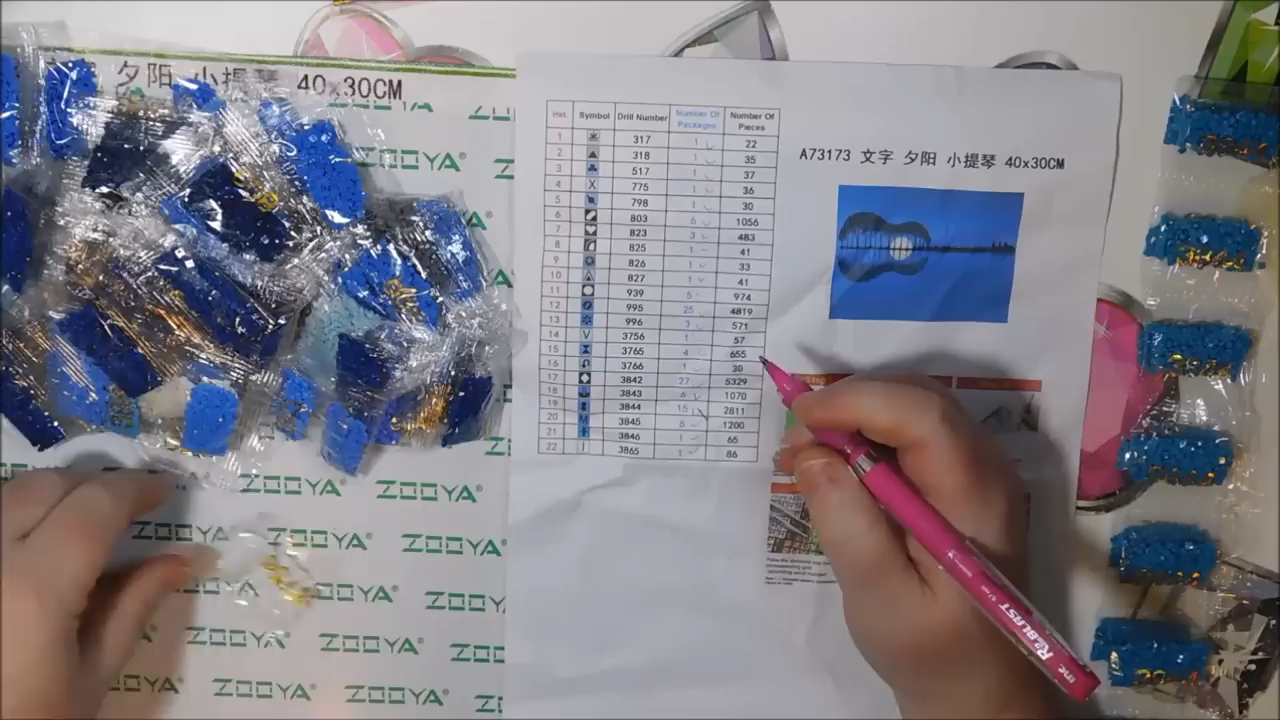 夕阳 小提琴 40x30CM
ZOOYA®
ZOOYA®
ZOOYA®
ZOOYA®
ZOOYA®
ZOOYA®
ZOOYA®
ZOOYA®
ZOOYA®
ZOOYA®
ZOOYA®
ZOOYA®
ZOOYA®
Hst. Symbol Drill Number Number Of Packages Number Of Pieces
1 317 1 22
2 318 1 35
3 517 1 37
4 X 775 1 36
5 798 1 30
6 803 6 1056
7 823 3 483
8 825 1 41
9 826 1 33
10 827 1 41
11 939 5 974
12 995 25 4819
13 996 3 571
14 V 3756 1 57
15 3765 4 655
16 3766 1 30
17 3842 27 5329
18 3843 6 1070
19 3844 15 2811
20 M 3845 6 1200
21 3846 1 65
22 I 3865 1 86
A73173 文字 夕阳 小提琴 40x30CM
RzBLAST 0.7 mm
inc.